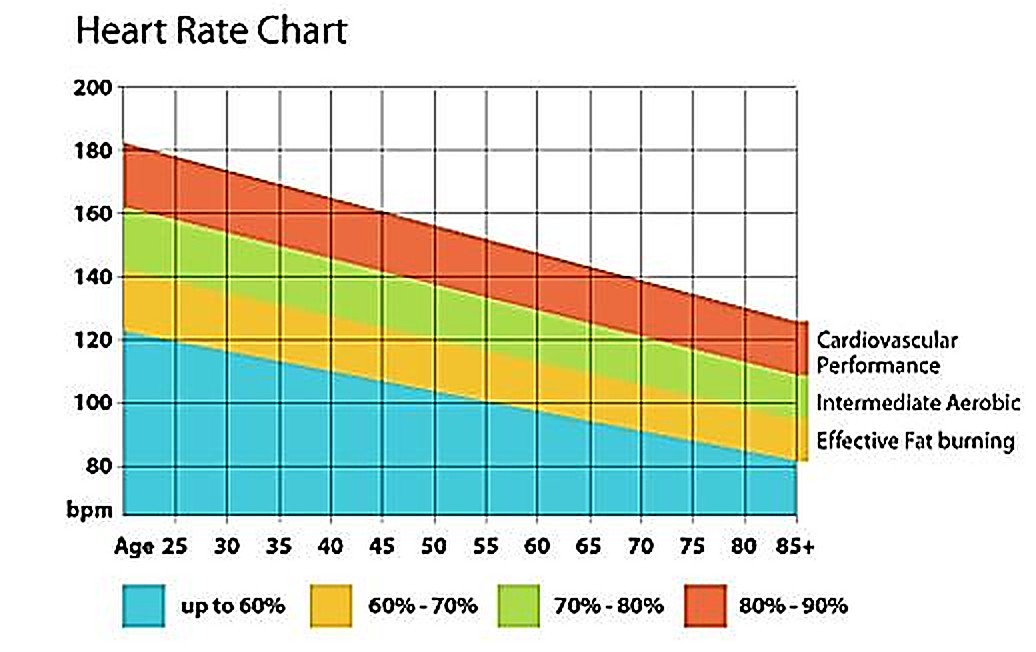 Heart Rate Chart
200
180
160
140
120
100
80
bpm
Cardiovascular
Performance
Intermediate Aerobic
Effective Fat burning
Age 25 30 35 40 45 50 55 60 65 70 75 80 85+
up to 60% 60% - 70% 70% - 80% 80% - 90%